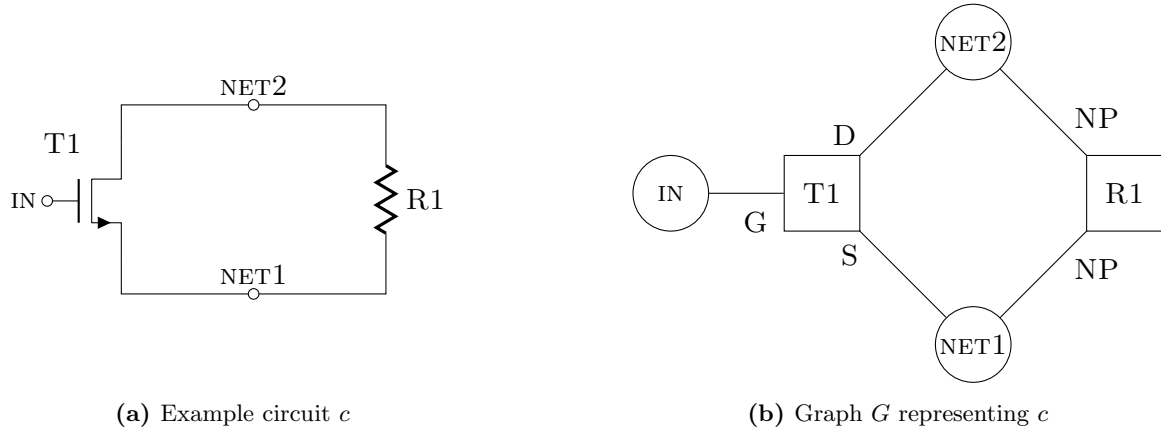 NET2
T1
IN
R1
NET1
(a) Example circuit c
NET2
NP
D
IN
T1
R1
G
S
NP
NET1
(b) Graph G representing c